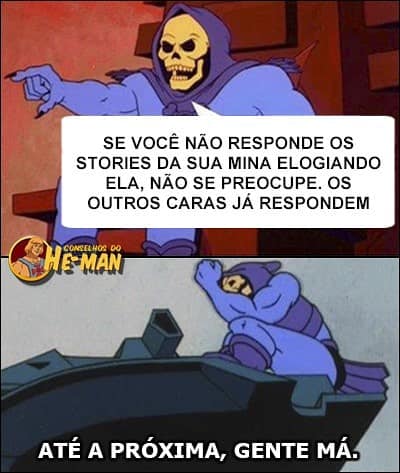 SE VOCÊ NÃO RESPONDE OS
STORIES DA SUA MINA ELOGIANDO
ELA, NÃO SE PREOCUPE. OS
OUTROS CARAS JÁ RESPONDEM
CONSELHOS DO
HE-MAN
ATÉ A PRÓXIMA, GENTE MÁ.